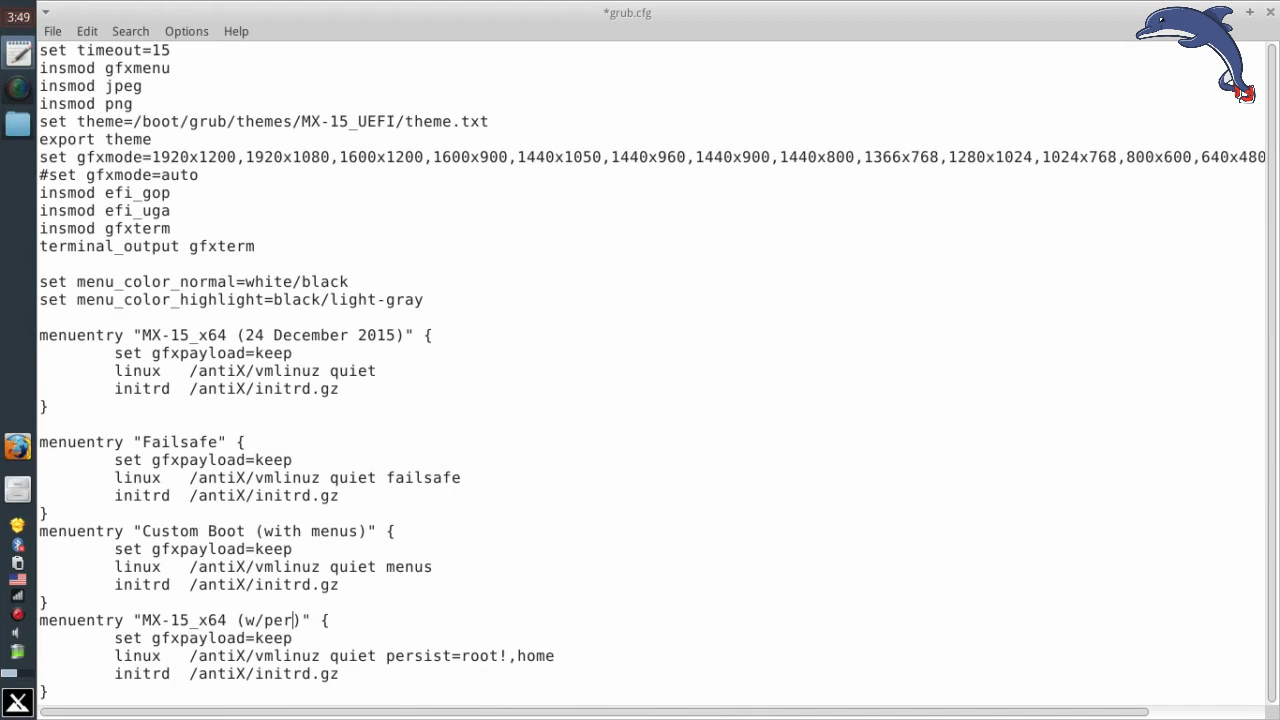 3:49
*grub.cfg
File Edit Search Options Help
set timeout=15
insmod gfxmenu
insmod jpeg
insmod png
set theme=/boot/grub/themes/MX-15_UEFI/theme.txt
export theme
set gfxmode=1920x1200,1920x1080,1600x1200,1600x900,1440x1050,1440x960,1440x900,1440x800,1366x768,1280x1024,1024x768,800x600,640x480
#set gfxmode=auto
insmod efi_gop
insmod efi_uga
insmod gfxterm
terminal_output gfxterm
set menu_color_normal=white/black
set menu_color_highlight=black/light-gray
menuentry "MX-15_x64 (24 December 2015)" {
set gfxpayload=keep
linux /antiX/vmlinuz quiet
initrd /antiX/initrd.gz
}
menuentry "Failsafe" {
set gfxpayload=keep
linux /antiX/vmlinuz quiet failsafe
initrd /antiX/initrd.gz
}
menuentry "Custom Boot (with menus)" {
set gfxpayload=keep
linux /antiX/vmlinuz quiet menus
initrd /antiX/initrd.gz
}
menuentry "MX-15_x64 (w/per)" {
set gfxpayload=keep
linux /antiX/vmlinuz quiet persist=root!,home
initrd /antiX/initrd.gz
}